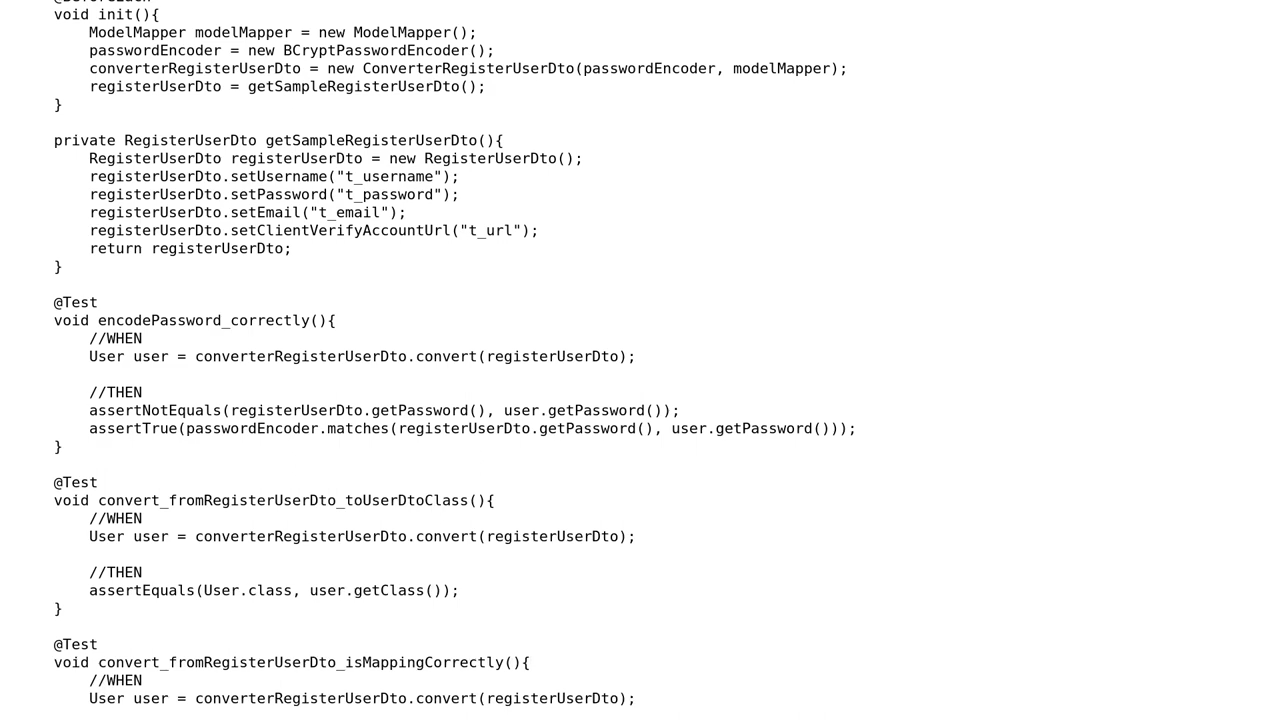 void init(){
ModelMapper modelMapper = new ModelMapper();
passwordEncoder = new BCryptPasswordEncoder();
converterRegisterUserDto = new ConverterRegisterUserDto(passwordEncoder, modelMapper);
registerUserDto = getSampleRegisterUserDto();
}
private RegisterUserDto getSampleRegisterUserDto(){
RegisterUserDto registerUserDto = new RegisterUserDto();
registerUserDto.setUsername("t_username");
registerUserDto.setPassword("t_password");
registerUserDto.setEmail("t_email");
registerUserDto.setClientVerifyAccountUrl("t_url");
return registerUserDto;
}
@Test
void encodePassword_correctly(){
//WHEN
User user = converterRegisterUserDto.convert(registerUserDto);
//THEN
assertNotEquals(registerUserDto.getPassword(), user.getPassword());
assertTrue(passwordEncoder.matches(registerUserDto.getPassword(), user.getPassword()));
}
@Test
void convert_fromRegisterUserDto_toUserDtoClass(){
//WHEN
User user = converterRegisterUserDto.convert(registerUserDto);
//THEN
assertEquals(User.class, user.getClass());
}
@Test
void convert_fromRegisterUserDto_isMappingCorrectly(){
//WHEN
User user = converterRegisterUserDto.convert(registerUserDto);